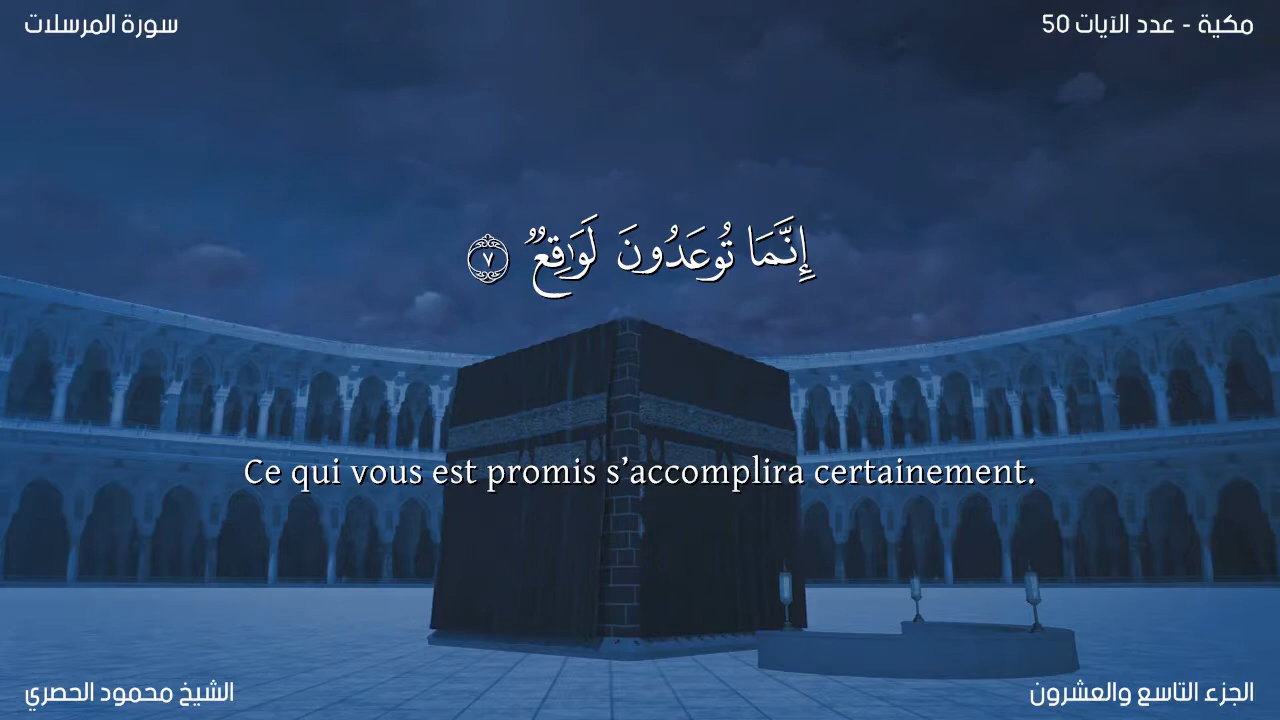 سورة المرسلات
مكية - عدد الآيات 50
إِنَّمَا تُوعَدُونَ لَوَٰقِعٌ ٧
Ce qui vous est promis s’accomplira certainement.
الشيخ محمود الحصري
الجزء التاسع والعشرون